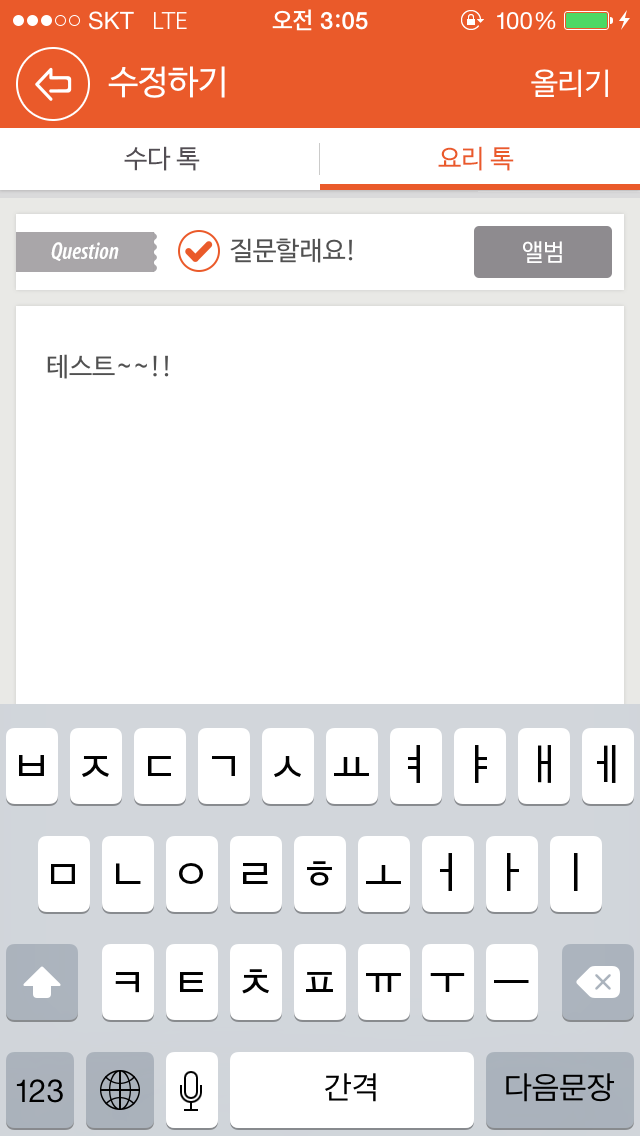 SKT LTE 오전 3:05 100%
수정하기 올리기
수다 톡 요리 톡
Question 질문할래요! 앨범
테스트~~!!
ㅂ ㅈ ㄷ ㄱ ㅅ ㅛ ㅕ ㅑ ㅐ ㅔ
ㅁ ㄴ ㅇ ㄹ ㅎ ㅗ ㅓ ㅏ ㅣ
ㅋ ㅌ ㅊ ㅍ ㅠ ㅜ ㅡ
123 간격 다음문장